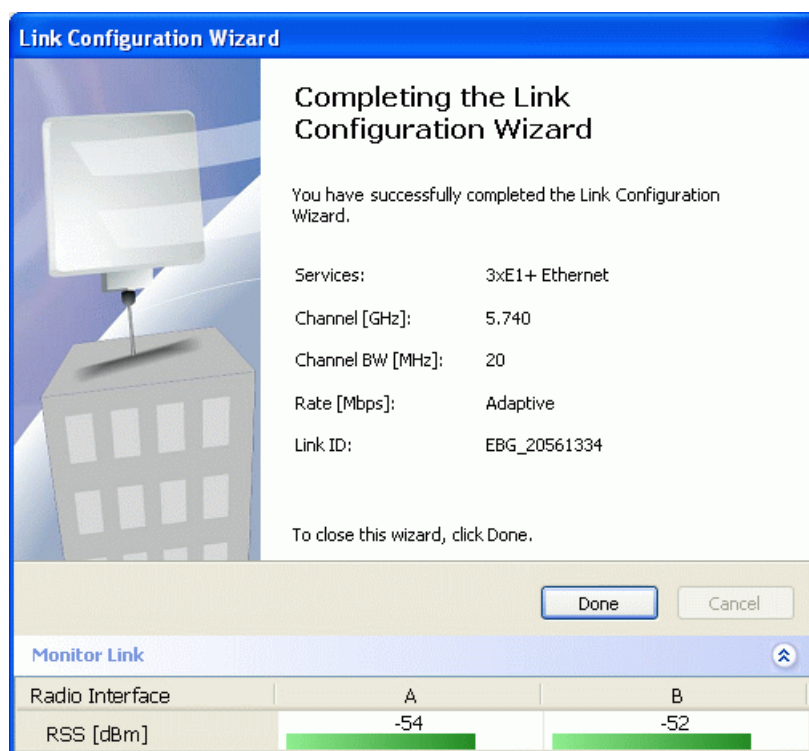 Link Configuration Wizard
Completing the Link
Configuration Wizard
You have successfully completed the Link Configuration
Wizard.
Services: 3xE1+ Ethernet
Channel [GHz]: 5.740
Channel BW [MHz]: 20
Rate [Mbps]: Adaptive
Link ID: EBG_20561334
To close this wizard, click Done.
Done Cancel
Monitor Link
Radio Interface A B
RSS [dBm] -54 -52